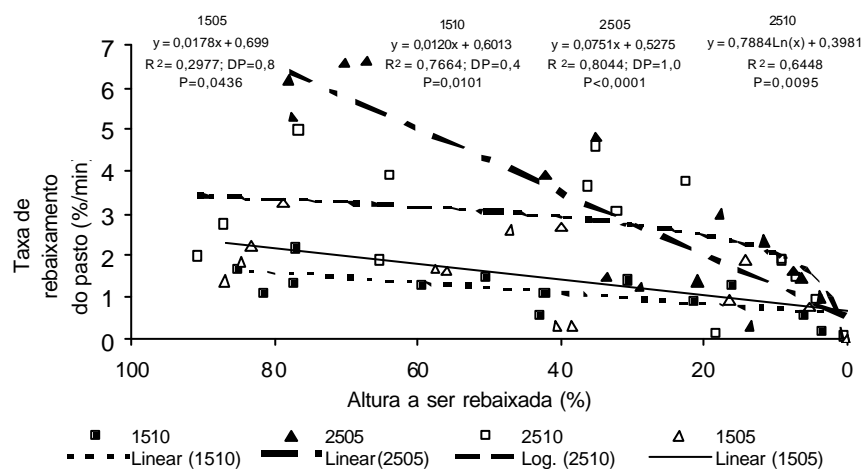 1505 1510 2505 2510
y = 0,0178x + 0,699 y = 0,0120x + 0,6013 y = 0,0751x + 0,5275 y = 0,7884Ln(x) + 0,3981
R² = 0,2977; DP=0,8 R² = 0,7664; DP=0,4 R² = 0,8044; DP=1,0 R² = 0,6448
P=0,0436 P=0,0101 P<0,0001 P=0,0095
7
6
5
4
3
2
1
0
Taxa de
rebaixamento
do pasto (%/min)
100 80 60 40 20 0
Altura a ser rebaixada (%)
1510 2505 2510 1505
Linear (1510) Linear(2505) Log. (2510) Linear (1505)